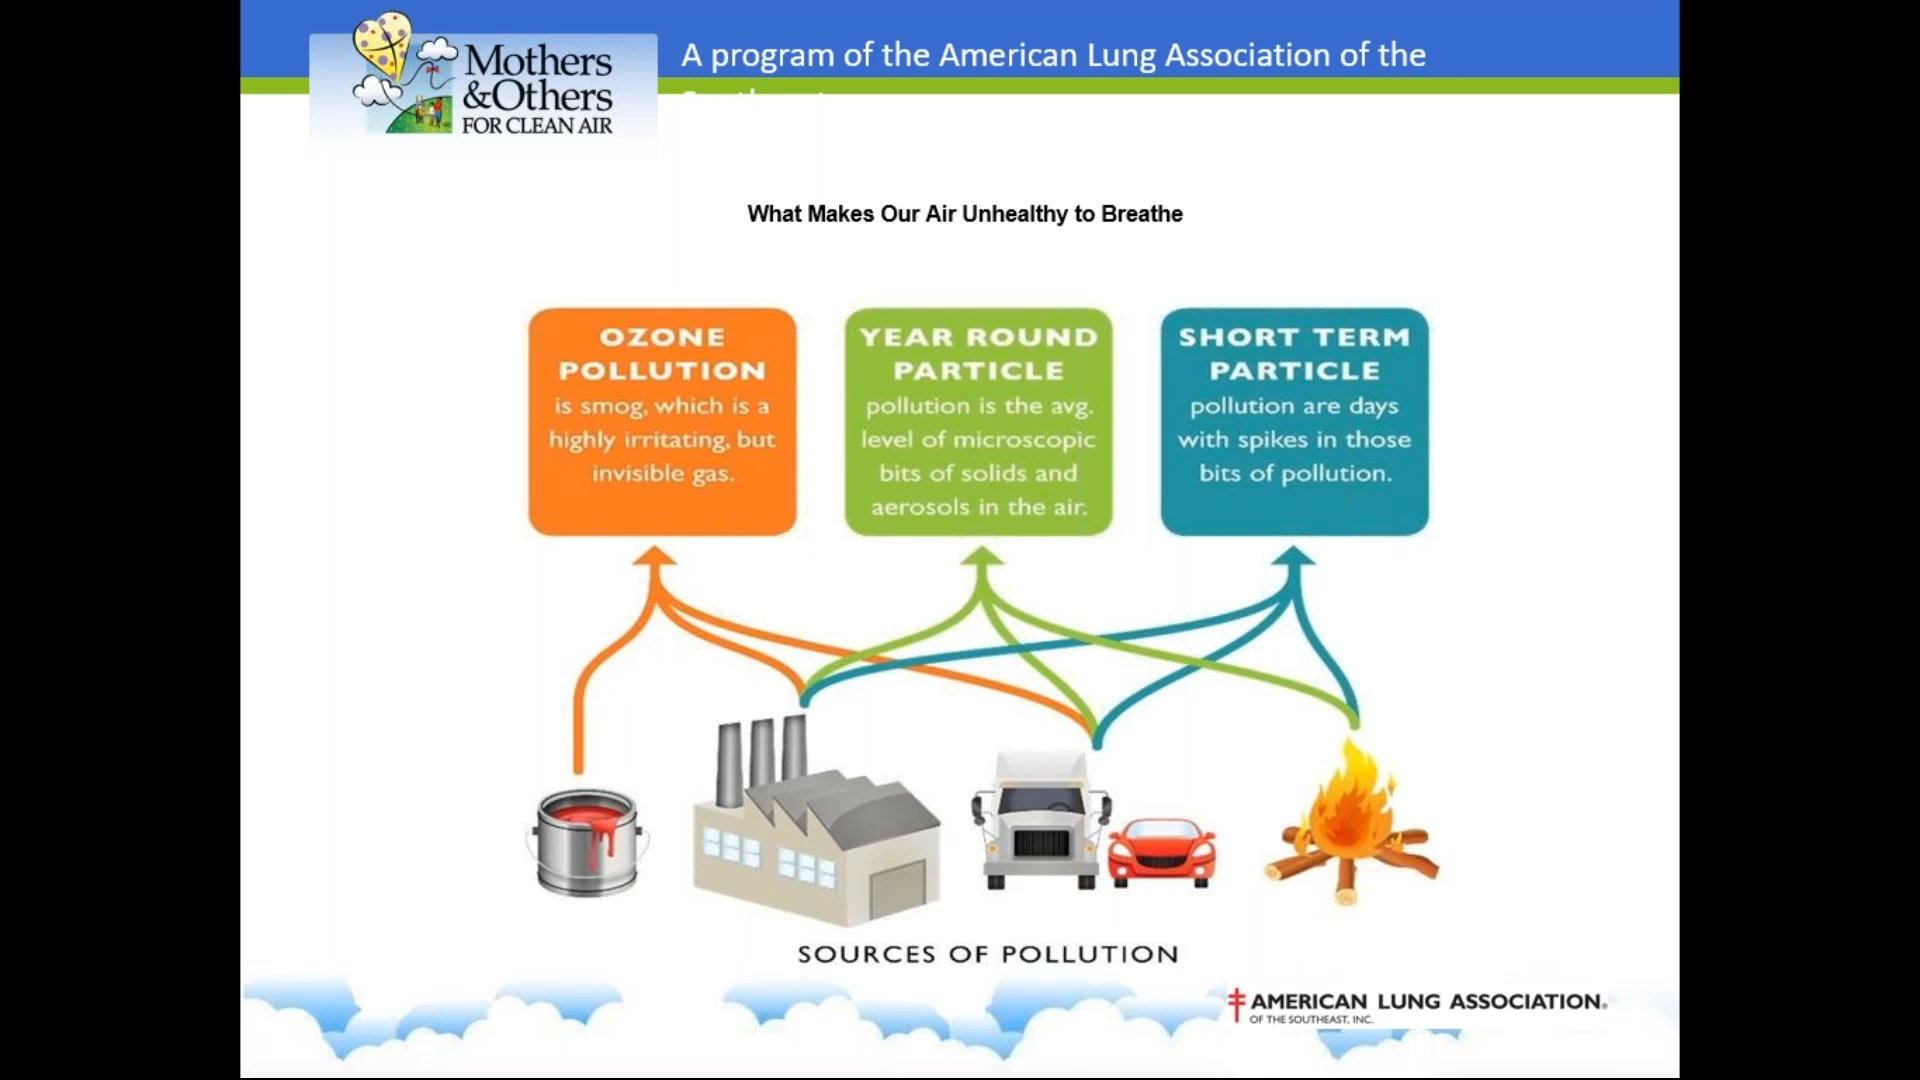 Mothers
&Others
FOR CLEAN AIR
A program of the American Lung Association of the
What Makes Our Air Unhealthy to Breathe
OZONE
POLLUTION
is smog, which is a
highly irritating, but
invisible gas.
YEAR ROUND
PARTICLE
pollution is the avg.
level of microscopic
bits of solids and
aerosols in the air.
SHORT TERM
PARTICLE
pollution are days
with spikes in those
bits of pollution.
SOURCES OF POLLUTION
AMERICAN LUNG ASSOCIATION®
OF THE SOUTHEAST, INC.